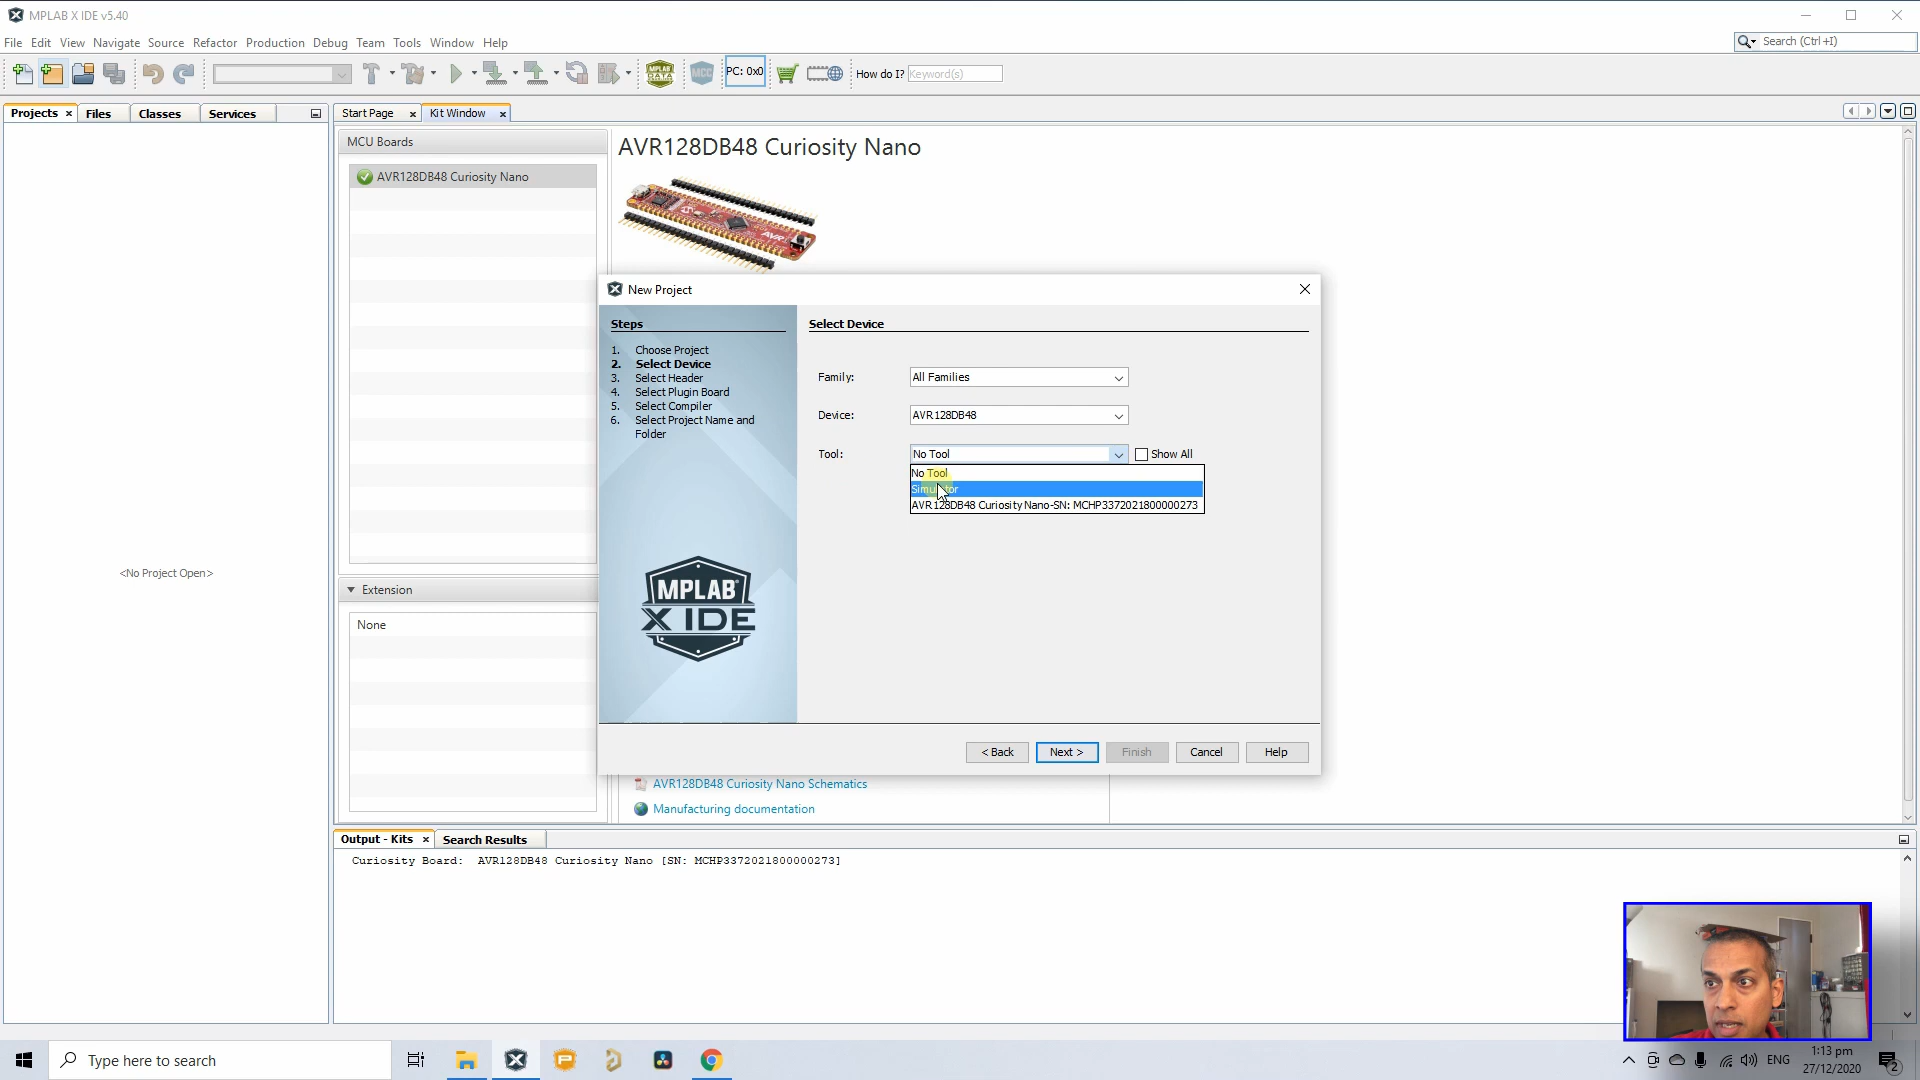 MPLAB X IDE v5.40
File Edit View Navigate Source Refactor Production Debug Team Tools Window Help
Search (Ctrl+I)
MPLAB DATA
MCC
PC: 0x0
How do I? Keyword(s)
Projects Files Classes Services
Start Page Kit Window
MCU Boards
AVR128DB48 Curiosity Nano
AVR128DB48 Curiosity Nano
AVR
Extension
None
<No Project Open>
New Project
Steps
1. Choose Project
2. Select Device
3. Select Header
4. Select Plugin Board
5. Select Compiler
6. Select Project Name and
Folder
MPLAB
X IDE
Select Device
Family: All Families
Device: AVR128DB48
Tool: No Tool Show All
No Tool
Simulator
AVR128DB48 Curiosity Nano-SN: MCHP3372021800000273
< Back Next > Finish Cancel Help
AVR128DB48 Curiosity Nano Schematics
Manufacturing documentation
Output - Kits Search Results
Curiosity Board: AVR128DB48 Curiosity Nano [SN: MCHP3372021800000273]
Type here to search
ENG
1:13 pm
27/12/2020
2